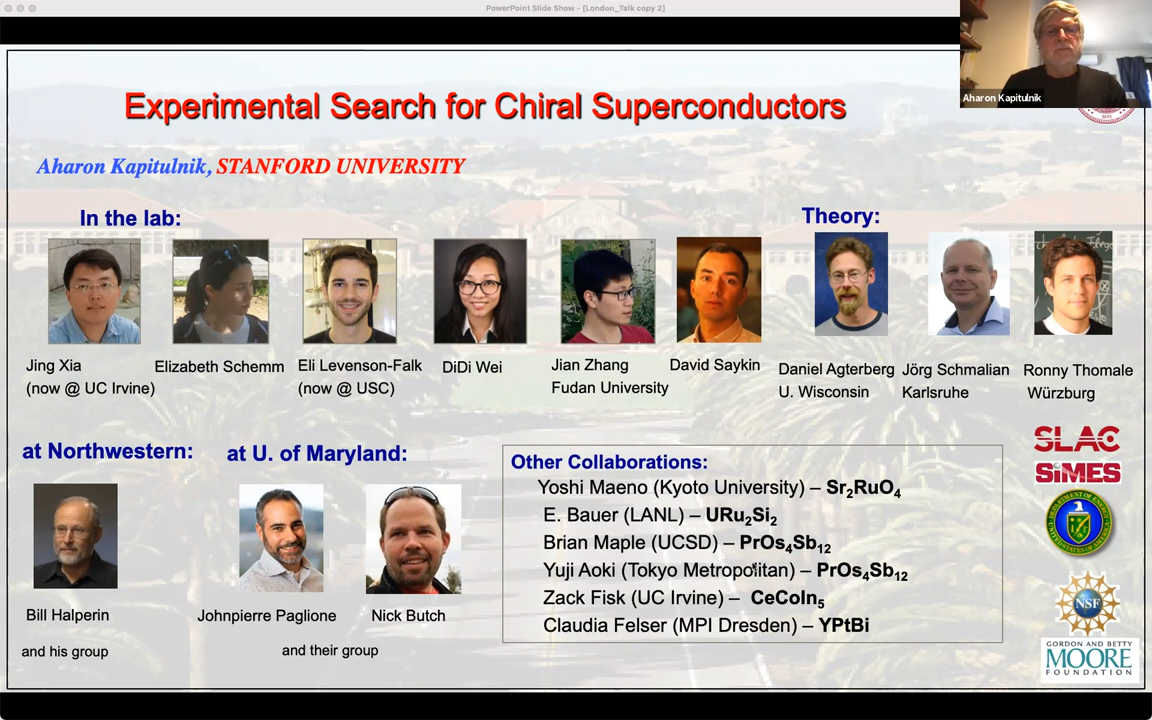 PowerPoint Slide Show - [London_Talk copy 2]
Aharon Kapitulnik
Experimental Search for Chiral Superconductors
Aharon Kapitulnik, STANFORD UNIVERSITY
In the lab:
Theory:
Jing Xia
(now @ UC Irvine)
Elizabeth Schemm
Eli Levenson-Falk
(now @ USC)
DiDi Wei
Jian Zhang
Fudan University
David Saykin
Daniel Agterberg
U. Wisconsin
Jörg Schmalian
Karlsruhe
Ronny Thomale
Würzburg
at Northwestern:
at U. of Maryland:
Bill Halperin
and his group
Johnpierre Paglione
Nick Butch
and their group
Other Collaborations:
Yoshi Maeno (Kyoto University) – Sr₂RuO₄
E. Bauer (LANL) – URu₂Si₂
Brian Maple (UCSD) – PrOs₄Sb₁₂
Yuji Aoki (Tokyo Metropolitan) – PrOs₄Sb₁₂
Zack Fisk (UC Irvine) – CeCoIn₅
Claudia Felser (MPI Dresden) – YPtBi
SLAC
SIMES
NSF
GORDON AND BETTY
MOORE
FOUNDATION